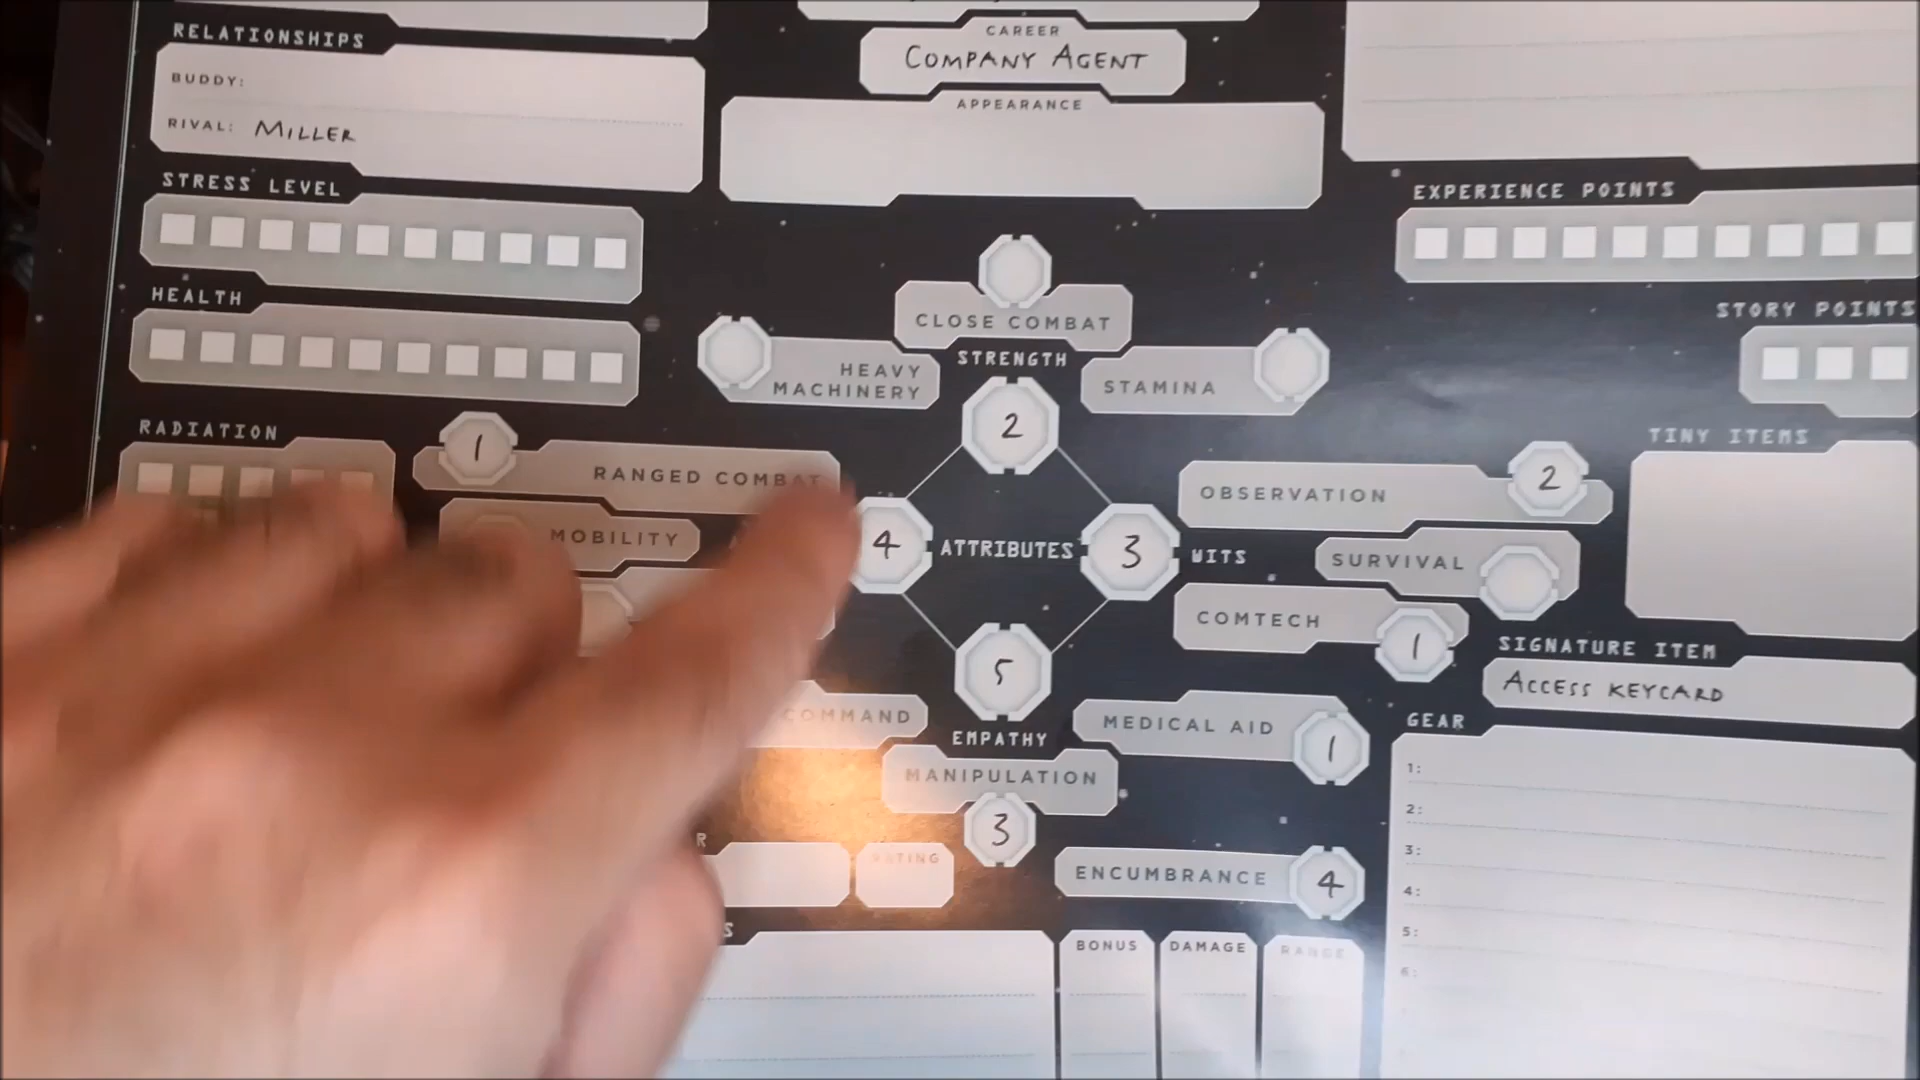 RELATIONSHIPS
BUDDY:
RIVAL: MILLER
CAREER
COMPANY AGENT
APPEARANCE
STRESS LEVEL
EXPERIENCE POINTS
HEALTH
STORY POINTS
CLOSE COMBAT
HEAVY
MACHINERY
STRENGTH
STAMINA
2
RADIATION
1
RANGED COMBAT
TINY ITEMS
OBSERVATION
2
MOBILITY
4
ATTRIBUTES
3
WITS
SURVIVAL
COMTECH
1
SIGNATURE ITEM
ACCESS KEYCARD
5
COMMAND
EMPATHY
MEDICAL AID
1
MANIPULATION
3
GEAR
1:
2:
3:
4:
5:
6:
RATING
ENCUMBRANCE
4
BONUS
DAMAGE
RANGE